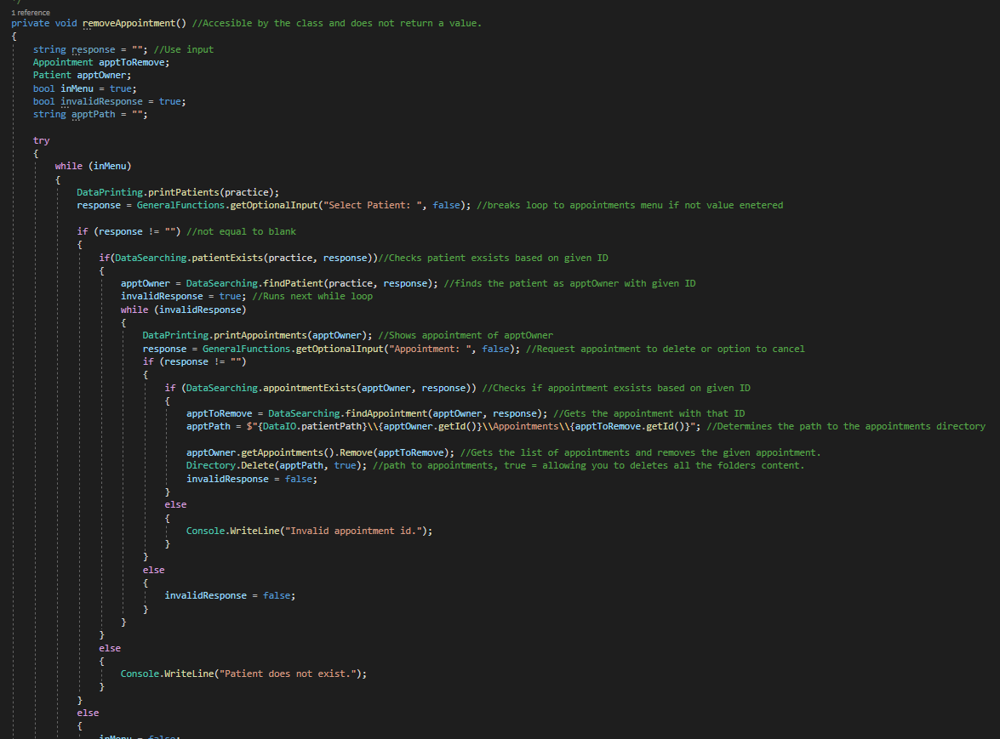 */
1 reference
private void removeAppointment() //Accesible by the class and does not return a value.
{
string response = ""; //Use input
Appointment apptToRemove;
Patient apptOwner;
bool inMenu = true;
bool invalidResponse = true;
string apptPath = "";
try
{
while (inMenu)
{
DataPrinting.printPatients(practice);
response = GeneralFunctions.getOptionalInput("Select Patient: ", false); //breaks loop to appointments menu if not value enetered
if (response != "") //not equal to blank
{
if(DataSearching.patientExists(practice, response))//Checks patient exsists based on given ID
{
apptOwner = DataSearching.findPatient(practice, response); //finds the patient as apptOwner with given ID
invalidResponse = true; //Runs next while loop
while (invalidResponse)
{
DataPrinting.printAppointments(apptOwner); //Shows appointment of apptOwner
response = GeneralFunctions.getOptionalInput("Appointment: ", false); //Request appointment to delete or option to cancel
if (response != "")
{
if (DataSearching.appointmentExists(apptOwner, response)) //Checks if appointment exsists based on given ID
{
apptToRemove = DataSearching.findAppointment(apptOwner, response); //Gets the appointment with that ID
apptPath = $"{DataIO.patientPath}\\{apptOwner.getId()}\\Appointments\\{apptToRemove.getId()}"; //Determines the path to the appointments directory
apptOwner.getAppointments().Remove(apptToRemove); //Gets the list of appointments and removes the given appointment.
Directory.Delete(apptPath, true); //path to appointments, true = allowing you to deletes all the folders content.
invalidResponse = false;
}
else
{
Console.WriteLine("Invalid appointment id.");
}
}
else
{
invalidResponse = false;
}
}
}
else
{
Console.WriteLine("Patient does not exist.");
}
}
else
{
inMenu = false;